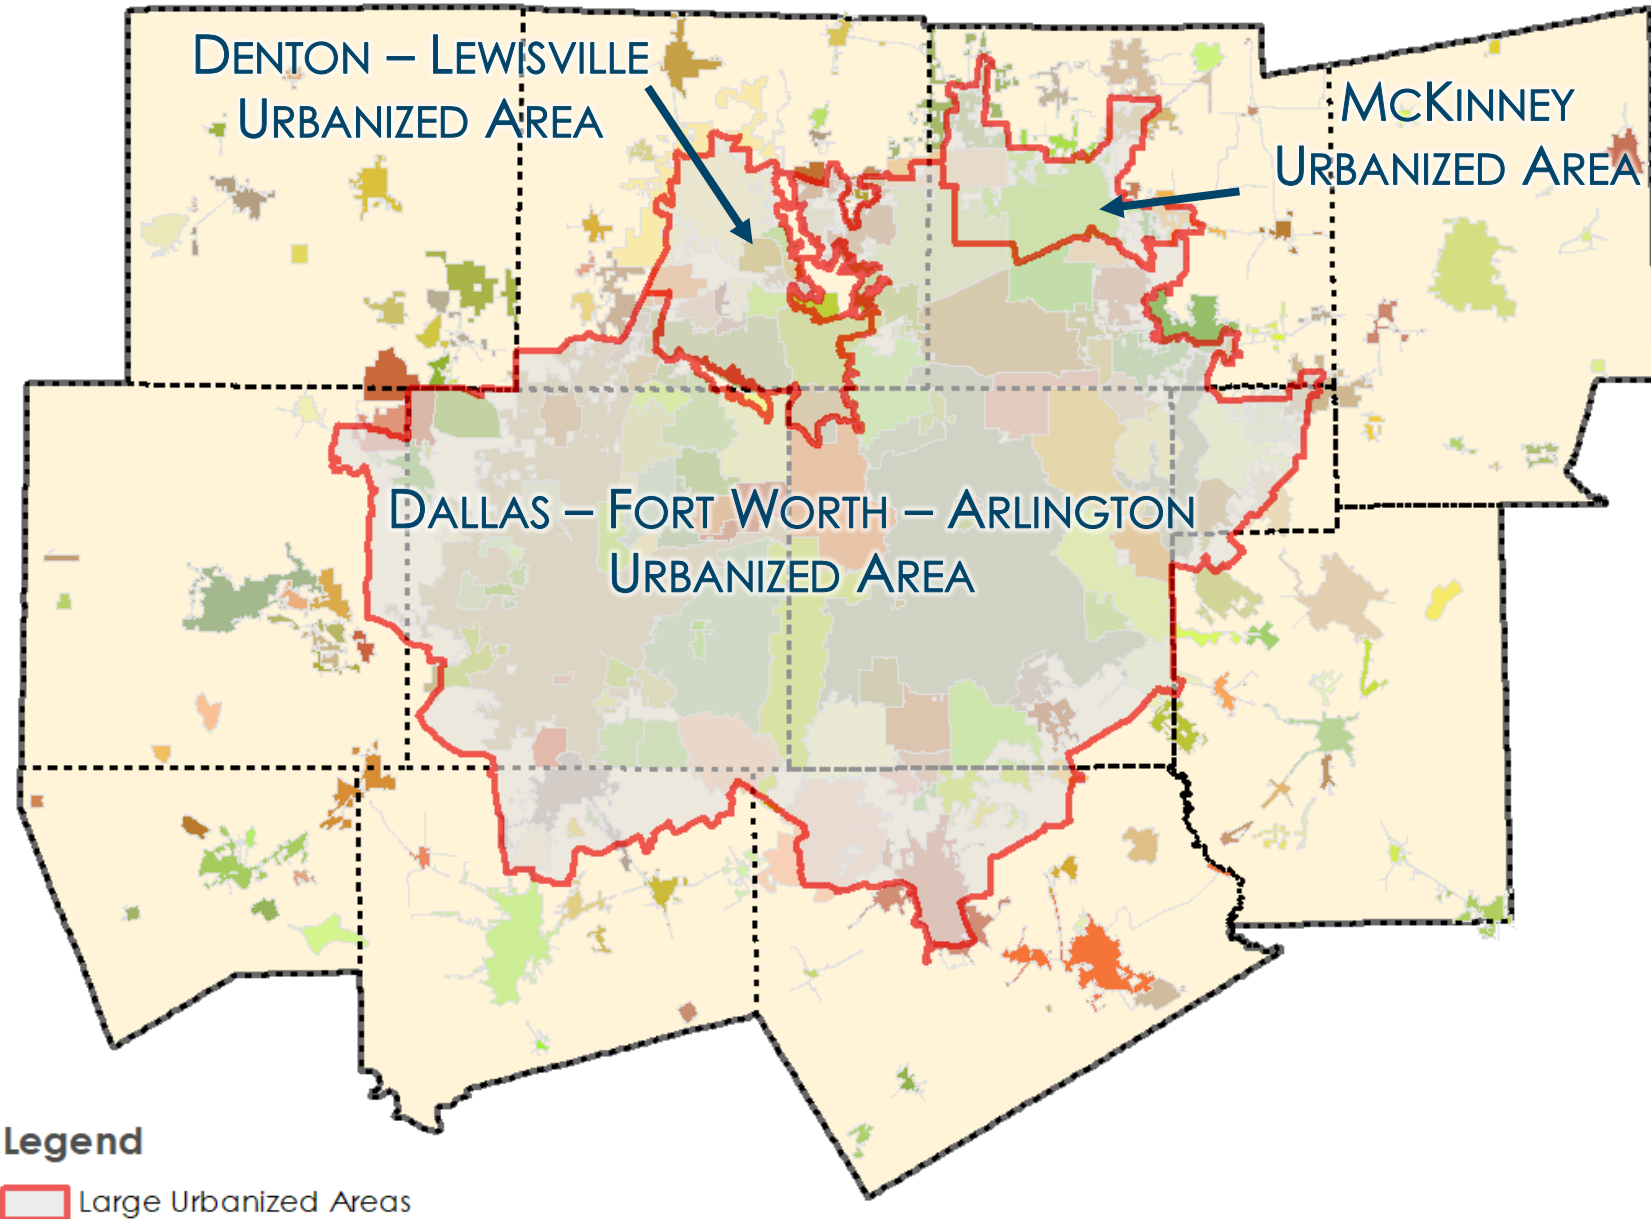 Denton – Lewisville
Urbanized Area
McKinney
Urbanized Area
Dallas – Fort Worth – Arlington
Urbanized Area
Legend
Large Urbanized Areas